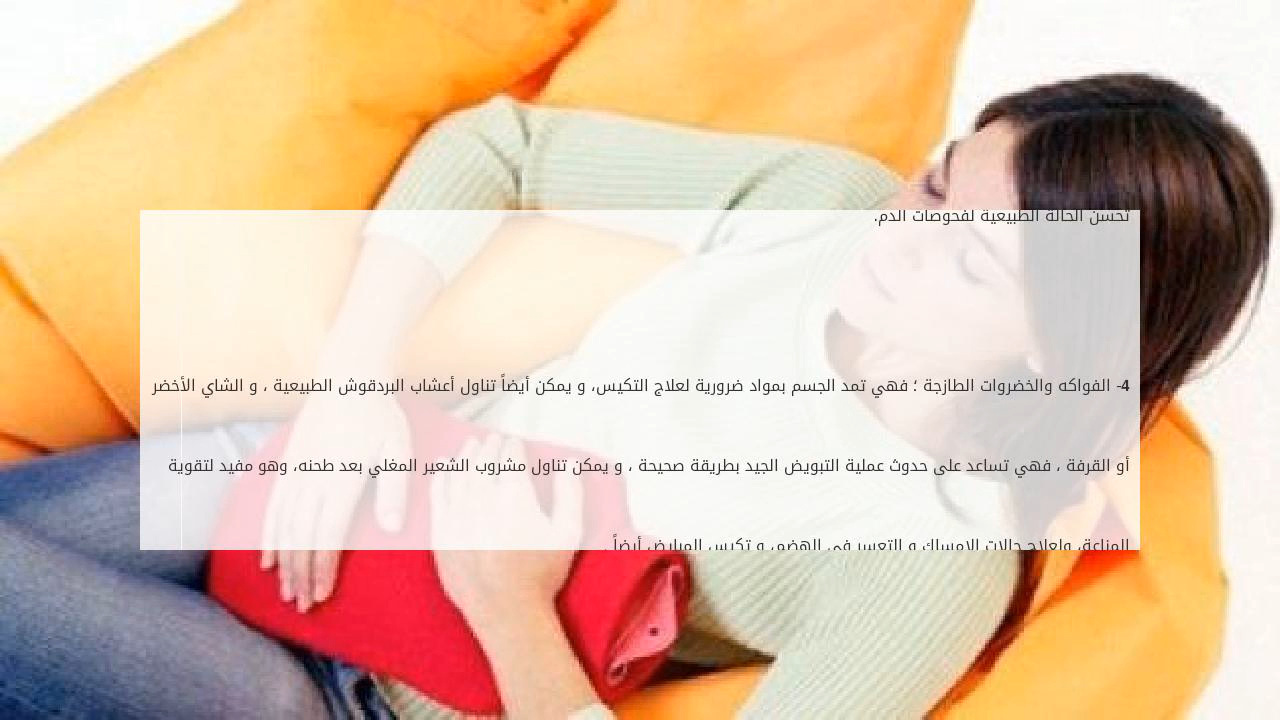 تحسن الحالة الطبيعية لفحوصات الدم.
4- الفواكه والخضروات الطازجة ؛ فهي تمد الجسم بمواد ضرورية لعلاج التكيس، و يمكن أيضاً تناول أعشاب البردقوش الطبيعية ، و الشاي الأخضر
أو القرفة ، فهي تساعد على حدوث عملية التبويض الجيد بطريقة صحيحة ، و يمكن تناول مشروب الشعير المغلي بعد طحنه، وهو مفيد لتقوية
المناعة، ولعلاج حالات الإمساك و التعسر في الهضم، و تكيس المبايض أيضاً .